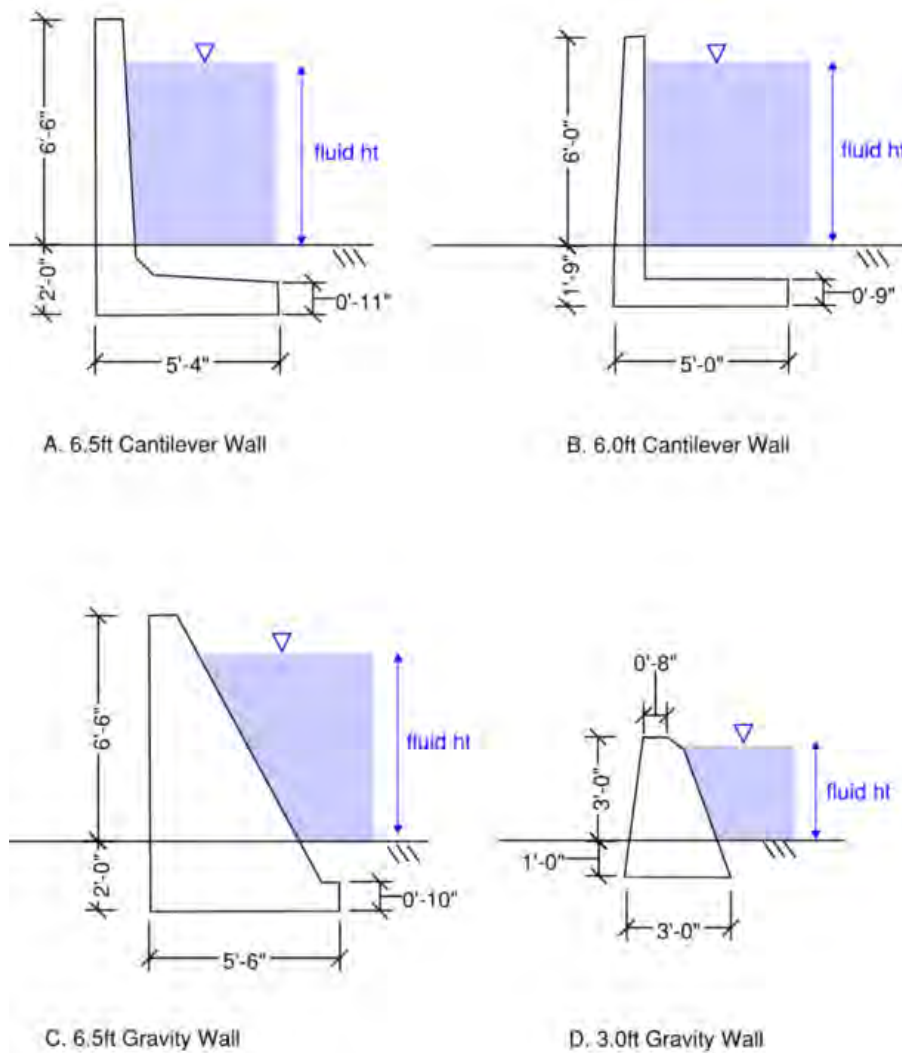 6'-6"
2'-0"
fluid ht
0'-11"
5'-4"
A. 6.5ft Cantilever Wall
6'-0"
1'-9"
fluid ht
0'-9"
5'-0"
B. 6.0ft Cantilever Wall
6'-6"
2'-0"
fluid ht
0'-10"
5'-6"
C. 6.5ft Gravity Wall
0'-8"
3'-0"
1'-0"
fluid ht
3'-0"
D. 3.0ft Gravity Wall